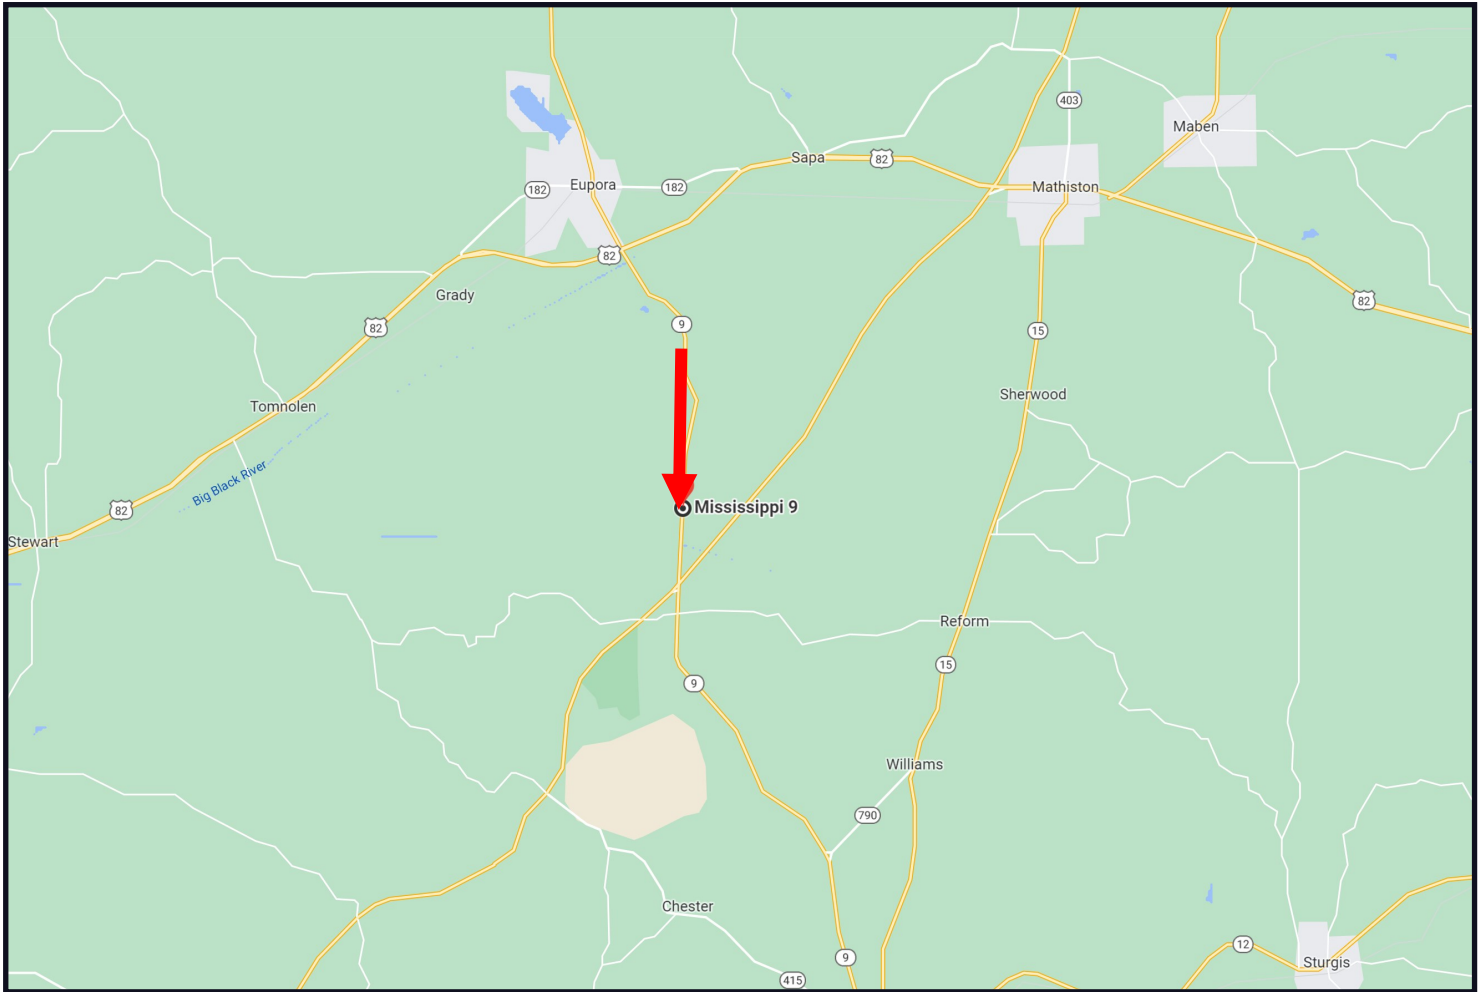 403
Maben
Sapa
82
182
Eupora
182
Mathiston
82
Grady
82
9
82
15
Sherwood
Tomnolen
Big Black River
82
Mississippi 9
Stewart
Reform
15
9
Williams
790
Chester
12
9
Sturgis
415